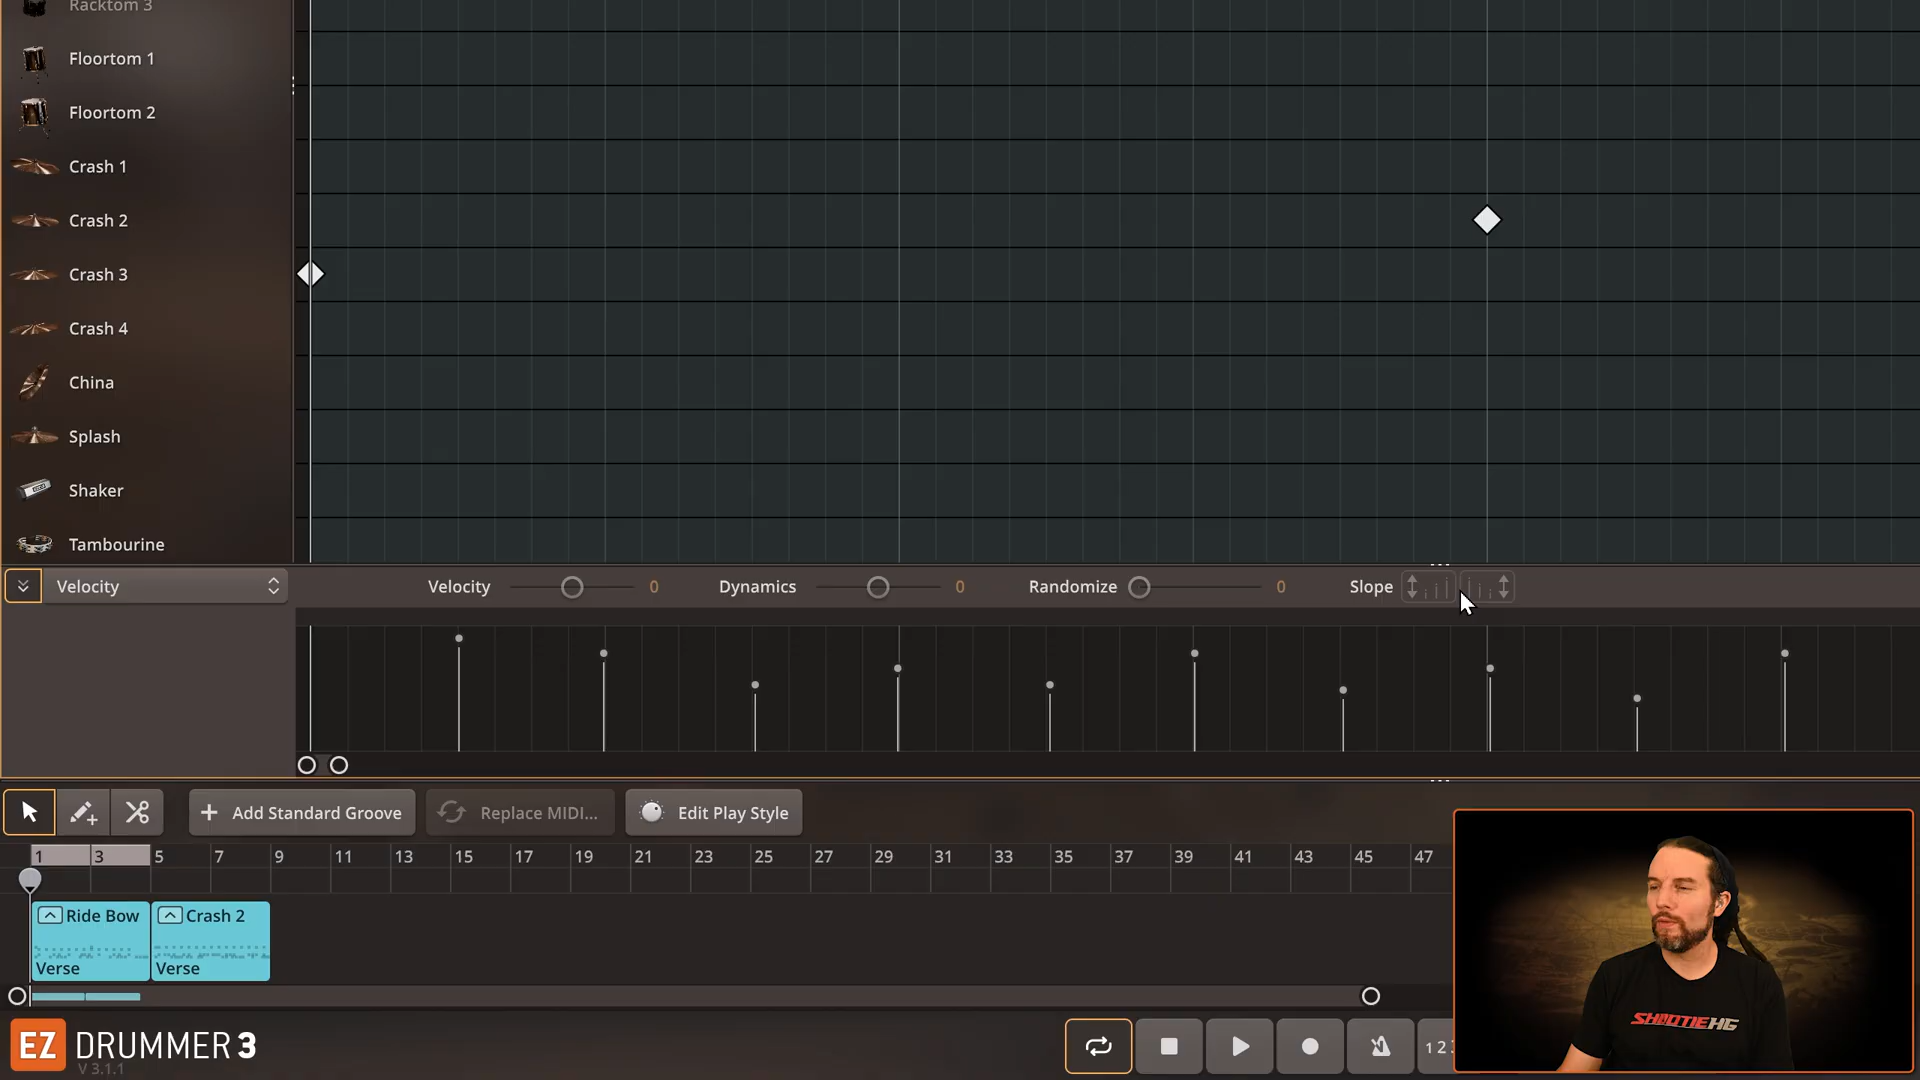 Racktom 3
Floortom 1
Floortom 2
Crash 1
Crash 2
Crash 3
Crash 4
China
Splash
Shaker
Tambourine
Velocity
Velocity 0
Dynamics 0
Randomize 0
Slope
Add Standard Groove
Replace MIDI...
Edit Play Style
1 3 5 7 9 11 13 15 17 19 21 23 25 27 29 31 33 35 37 39 41 43 45 47
Ride Bow
Crash 2
Verse
Verse
EZ DRUMMER 3
V 3.1.1
1 2
SHOOTIEHG